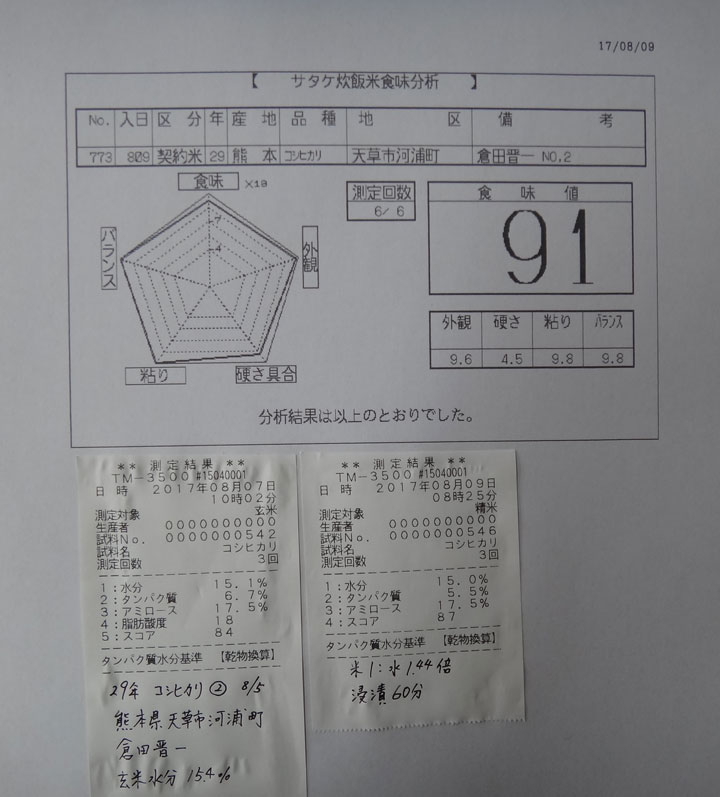 17/08/09
【 サタケ炊飯米食味分析 】
No. 入日 区分 年 産地 品種 地区 備考
773 809 契約米 29 熊本 コシヒカリ 天草市河浦町 倉田晋一 NO,2
食味 ×10
7
4
バランス
外観
粘り
硬さ具合
測定回数
6/ 6
食味値
91
外観 硬さ 粘り バランス
9.6 4.5 9.8 9.8
分析結果は以上のとおりでした。
** 測定結果 **
TM-3500 #15040001
日時 2017年08月07日
10時02分
測定対象 玄米
生産者 0000000000
試料No. 0000000542
試料名 コシヒカリ
測定回数 3回
1:水分 15.1%
2:タンパク質 6.7%
3:アミロース 17.5%
4:脂肪酸度 18
5:スコア 84
タンパク質水分基準 【乾物換算】
29年 コシヒカリ ② 8/5
熊本県天草市河浦町
倉田晋一
玄米水分 15.4%
** 測定結果 **
TM-3500 #15040001
日時 2017年08月09日
08時25分
測定対象 精米
生産者 0000000000
試料No. 0000000546
試料名 コシヒカリ
測定回数 3回
1:水分 15.0%
2:タンパク質 5.5%
3:アミロース 17.5%
4:スコア 87
タンパク質水分基準 【乾物換算】
米1:水1.44倍
浸漬60分